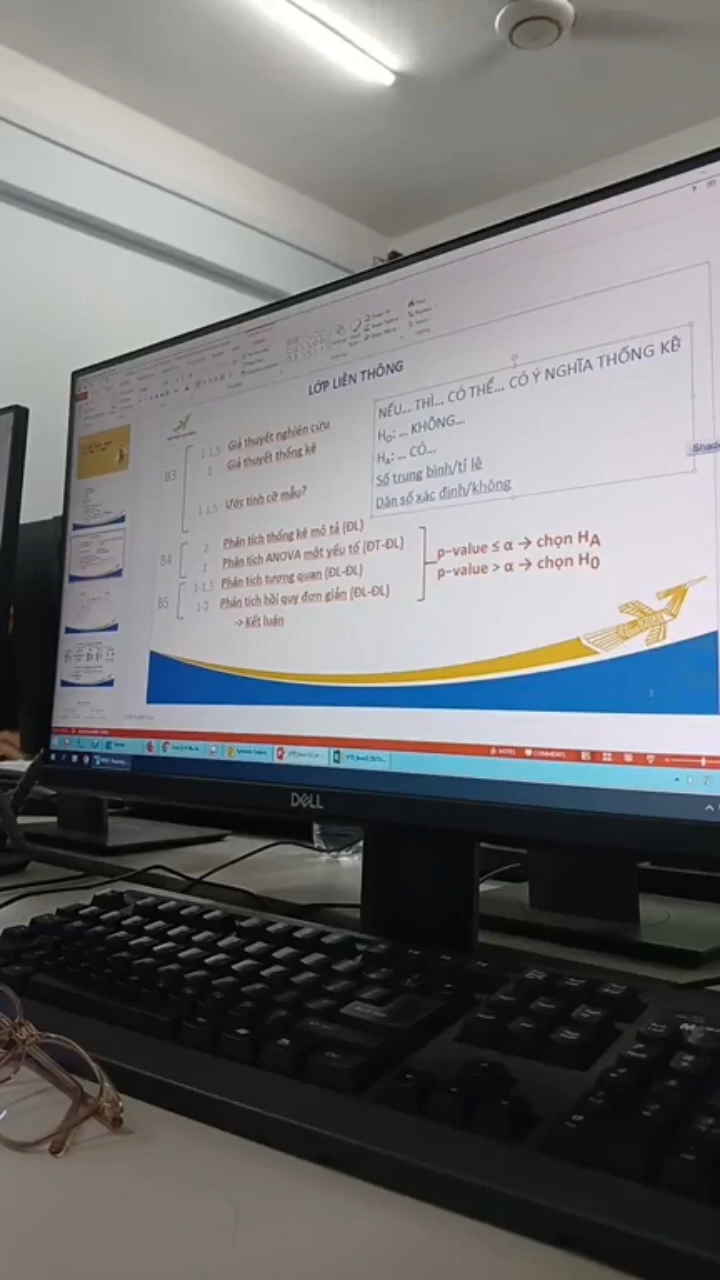 LỚP LIÊN THÔNG
NẾU... THÌ... CÓ THỂ... CÓ Ý NGHĨA THỐNG KÊ
H0: ... KHÔNG...
HA: ... CÓ...
Số trung bình/tỉ lệ
Dân số xác định/không
B3
1-1,5 Giả thuyết nghiên cứu
1 Giả thuyết thống kê
1-1,5 Ước tính cỡ mẫu?
B4
2 Phân tích thống kê mô tả (ĐL)
1 Phân tích ANOVA một yếu tố (ĐT-ĐL)
B5
1-1,5 Phân tích tương quan (ĐL-ĐL)
1-2 Phân tích hồi quy đơn giản (ĐL-ĐL)
-> Kết luận
p-value ≤ α → chọn HA
p-value > α → chọn H0
3
NOTES
COMMENTS
DELL